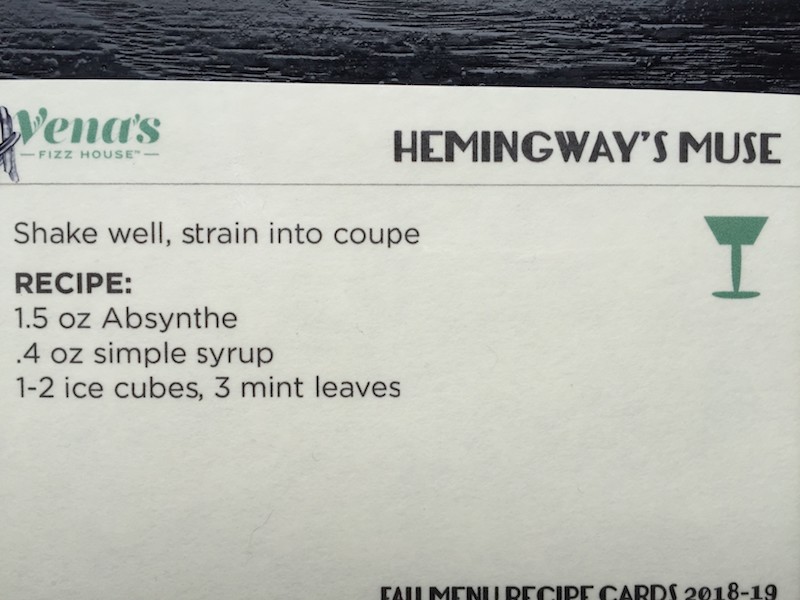 Vena's
FIZZ HOUSE™
HEMINGWAY'S MUSE
Shake well, strain into coupe
RECIPE:
1.5 oz Absynthe
.4 oz simple syrup
1-2 ice cubes, 3 mint leaves
FALL MENU RECIPE CARDS 2018-19